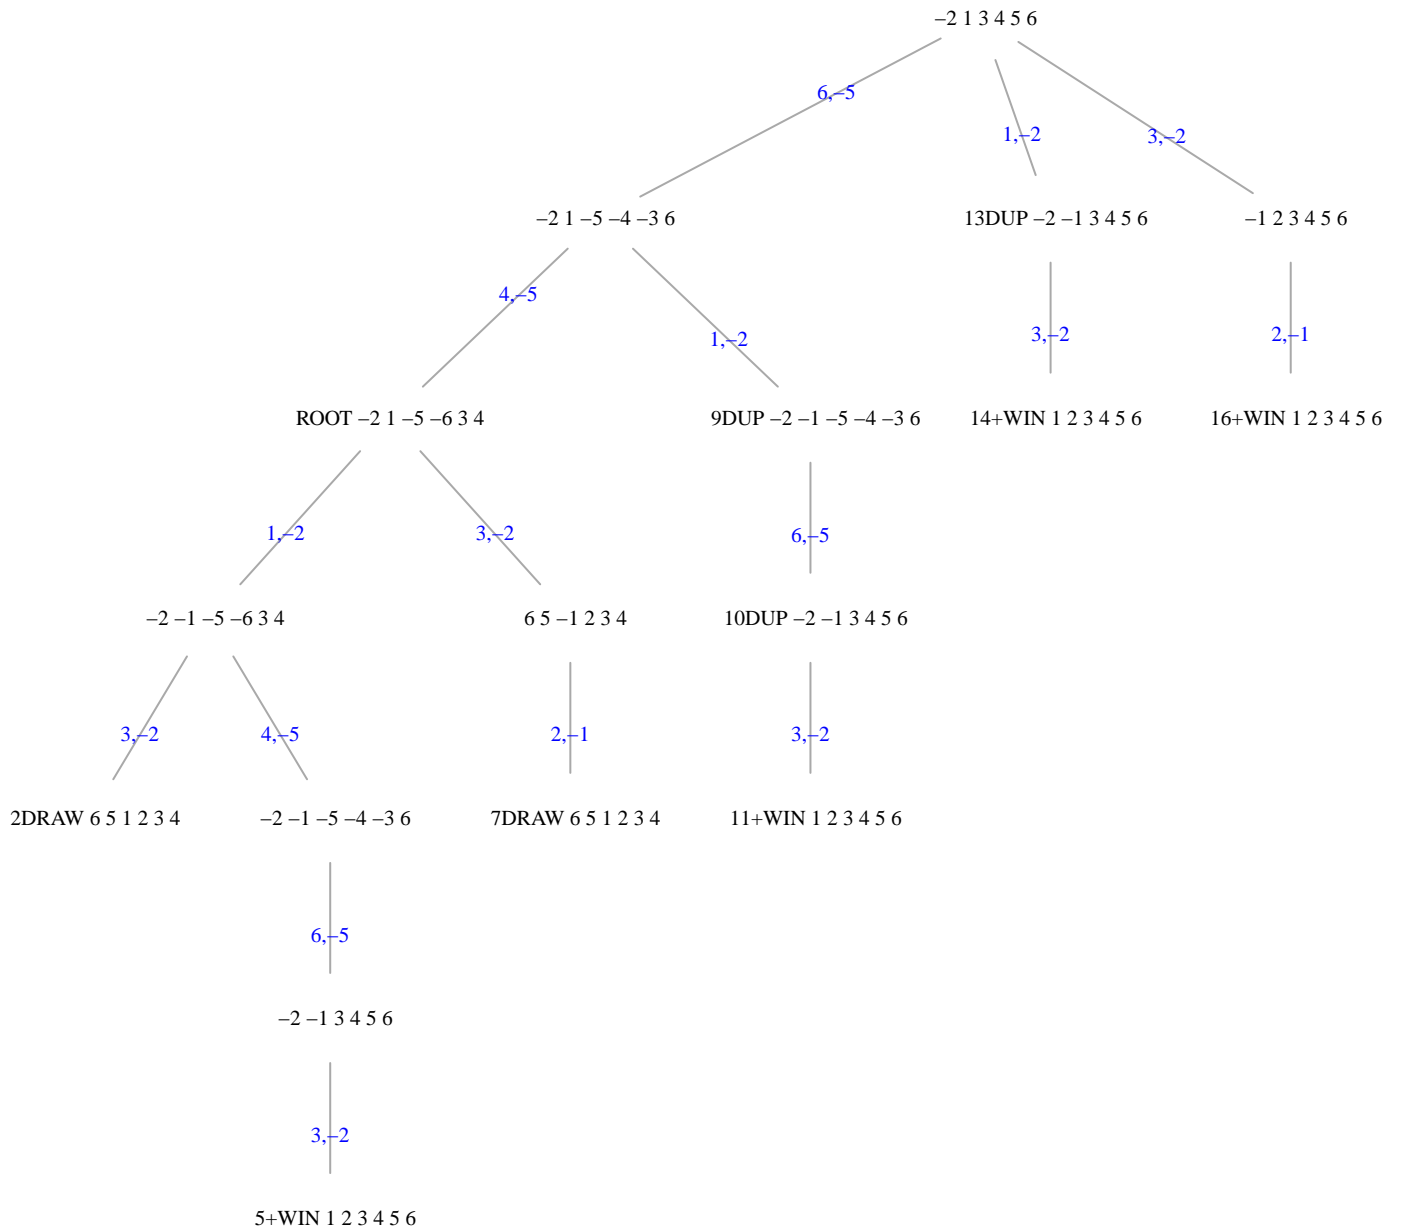 –2 1 3 4 5 6
6,–5
1,–2
3,–2
–2 1 –5 –4 –3 6
13DUP –2 –1 3 4 5 6
–1 2 3 4 5 6
4,–5
1,–2
3,–2
2,–1
ROOT –2 1 –5 –6 3 4
9DUP –2 –1 –5 –4 –3 6
14+WIN 1 2 3 4 5 6
16+WIN 1 2 3 4 5 6
1,–2
3,–2
6,–5
–2 –1 –5 –6 3 4
6 5 –1 2 3 4
10DUP –2 –1 3 4 5 6
3,–2
4,–5
2,–1
3,–2
2DRAW 6 5 1 2 3 4
–2 –1 –5 –4 –3 6
7DRAW 6 5 1 2 3 4
11+WIN 1 2 3 4 5 6
6,–5
–2 –1 3 4 5 6
3,–2
5+WIN 1 2 3 4 5 6